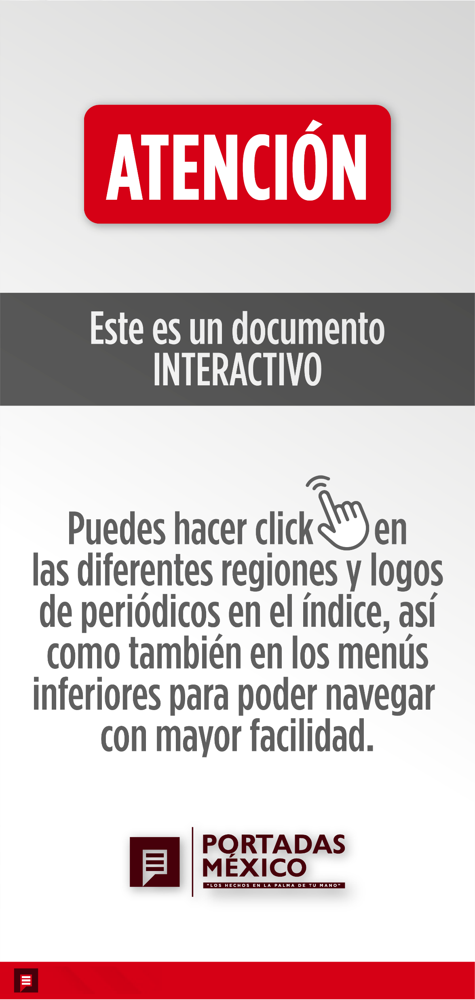 ATENCIÓN
Este es un documento
INTERACTIVO
Puedes hacer click en
las diferentes regiones y logos
de periódicos en el índice, así
como también en los menús
inferiores para poder navegar
con mayor facilidad.
PORTADAS
MÉXICO
"LOS HECHOS EN LA PALMA DE TU MANO"